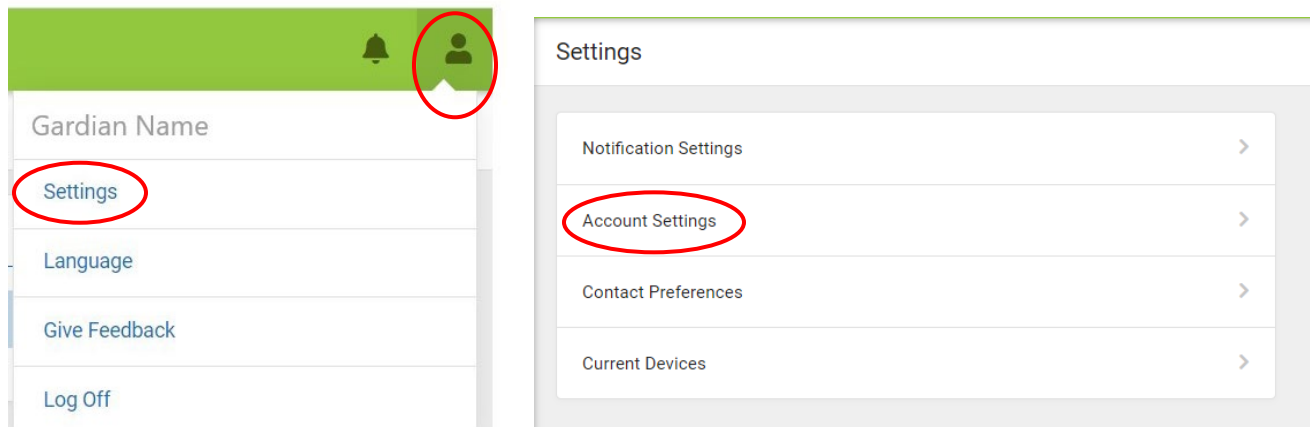 Gardian Name
Settings
Language
Give Feedback
Log Off
Settings
Notification Settings
Account Settings
Contact Preferences
Current Devices